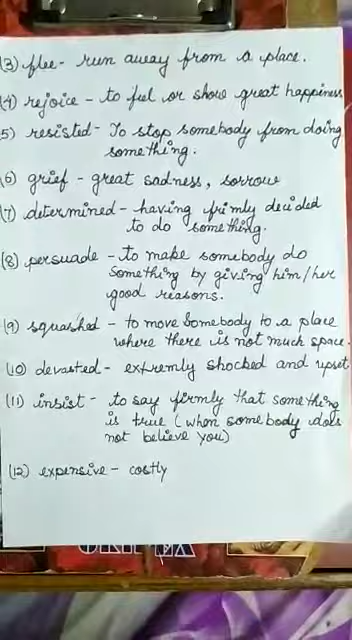 (3) flee - run away from a place.
(4) rejoice - to feel or show great happiness
5) resisted - To stop somebody from doing
something.
(6) grief - great sadness, sorrow
(7) determined - having frimly decided
to do something.
(8) persuade - to make somebody do
something by giving him/her
good reasons.
(9) squashed - to move somebody to a place
where there is not much space.
(10) devasted - extremly shocked and upset
(11) insist - to say firmly that something
is true (when somebody does
not believe you)
(12) expensive - costly